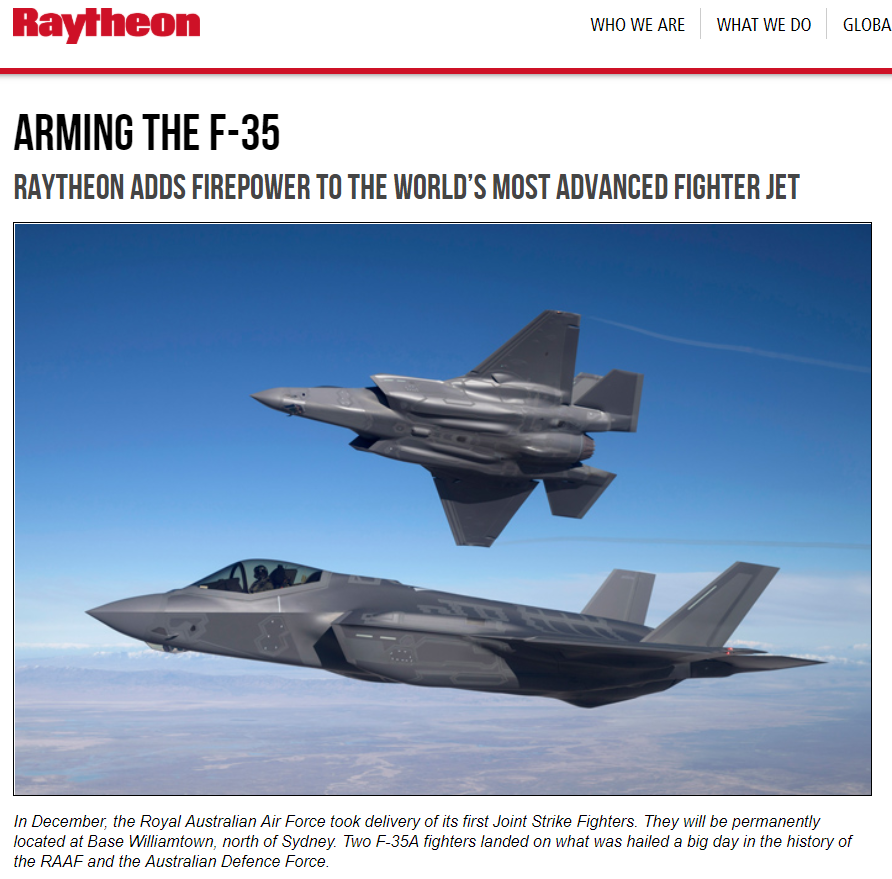 Raytheon
WHO WE ARE
WHAT WE DO
GLOBA
ARMING THE F-35
RAYTHEON ADDS FIREPOWER TO THE WORLD'S MOST ADVANCED FIGHTER JET
In December, the Royal Australian Air Force took delivery of its first Joint Strike Fighters. They will be permanently
located at Base Williamtown, north of Sydney. Two F-35A fighters landed on what was hailed a big day in the history of
the RAAF and the Australian Defence Force.